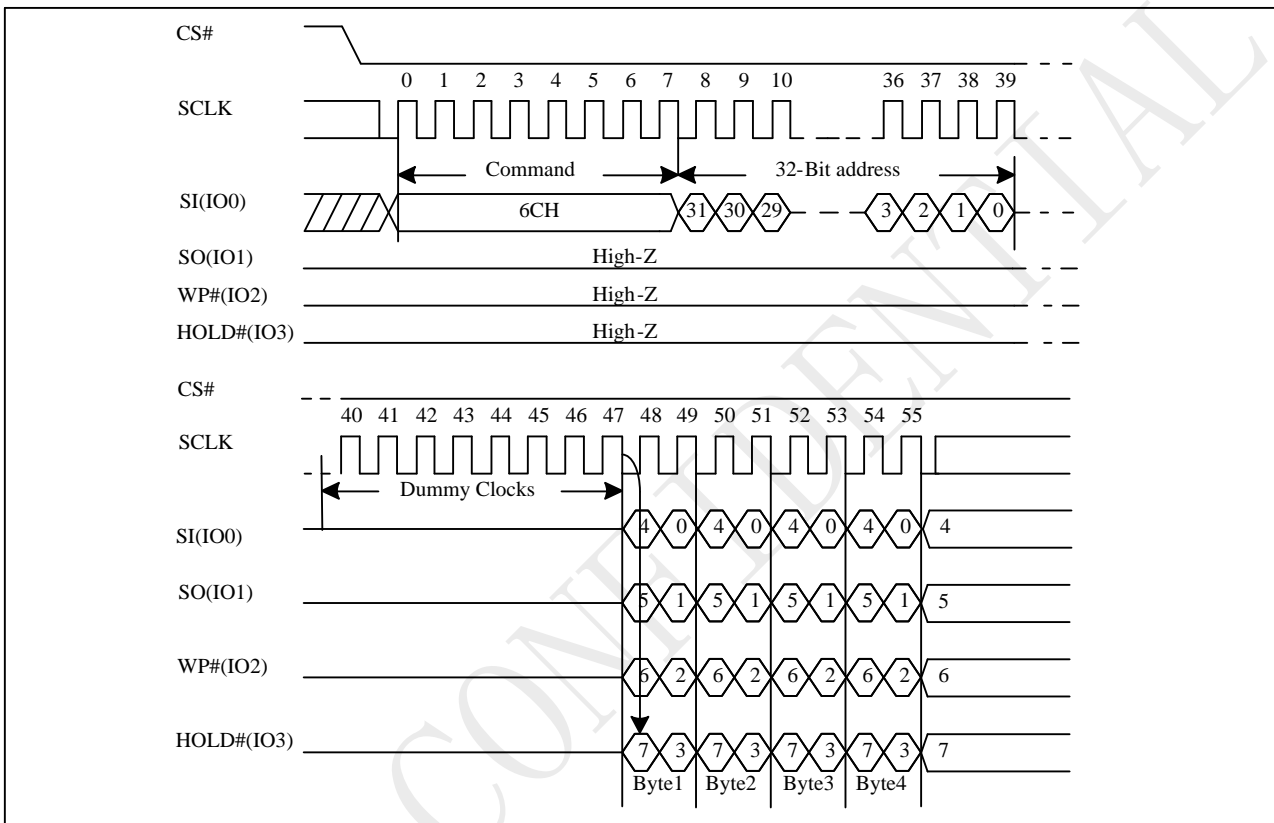 CS#
0 1 2 3 4 5 6 7 8 9 10 36 37 38 39
SCLK
Command 32-Bit address
SI(IO0) 6CH 31 30 29 3 2 1 0
SO(IO1) High-Z
WP#(IO2) High-Z
HOLD#(IO3) High-Z
CS#
40 41 42 43 44 45 46 47 48 49 50 51 52 53 54 55
SCLK
Dummy Clocks
SI(IO0) 4 0 4 0 4 0 4 0 4
SO(IO1) 5 1 5 1 5 1 5 1 5
WP#(IO2) 6 2 6 2 6 2 6 2 6
HOLD#(IO3) 7 3 7 3 7 3 7 3 7
Byte1 Byte2 Byte3 Byte4
CONFIDENTIAL